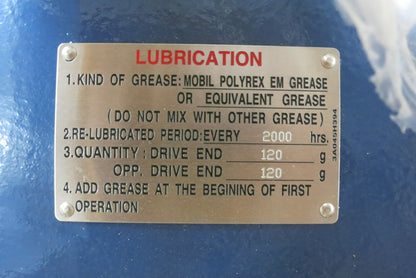 LUBRICATION
1.KIND OF GREASE: MOBIL POLYREX EM GREASE
OR EQUIVALENT GREASE
(DO NOT MIX WITH OTHER GREASE)
2.RE-LUBRICATED PERIOD:EVERY 2000 hrs.
3.QUANTITY : DRIVE END 120 g
OPP. DRIVE END 120 g
4. ADD GREASE AT THE BEGINING OF FIRST
OPERATION
3A045H394